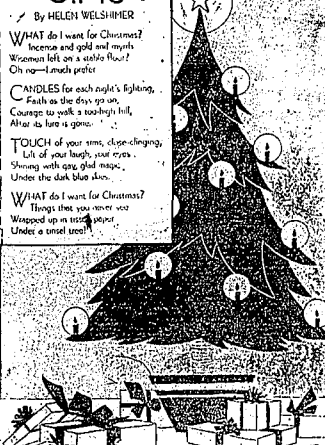 GIFTS
By HELEN WELSHIMER
WHAT do I want for Christmas?
Incense and gold and myrrh
Wisemen left on a stable floor?
Oh no—I much prefer
CANDLES for each night's lighting,
Faith as the days go on,
Courage to walk a too-high hill,
After its lure is gone.
TOUCH of your arms, close-clinging,
Lift of your laugh, your eyes
Shining with gay, glad magic
Under the dark blue skies.
WHAT do I want for Christmas?
Things that you never see
Wrapped up in tissue paper
Under a tinsel tree!